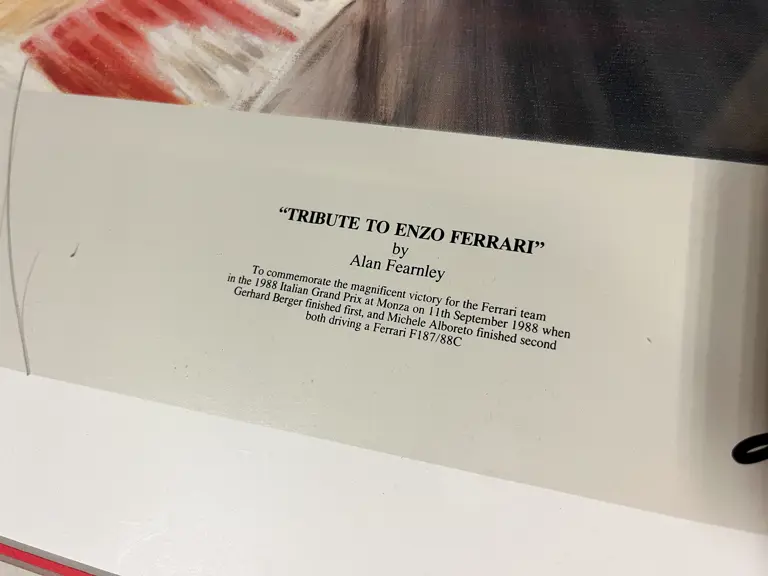 “TRIBUTE TO ENZO FERRARI”
by
Alan Fearnley
To commemorate the magnificent victory for the Ferrari team
in the 1988 Italian Grand Prix at Monza on 11th September 1988 when
Gerhard Berger finished first, and Michele Alboreto finished second
both driving a Ferrari F187/88C